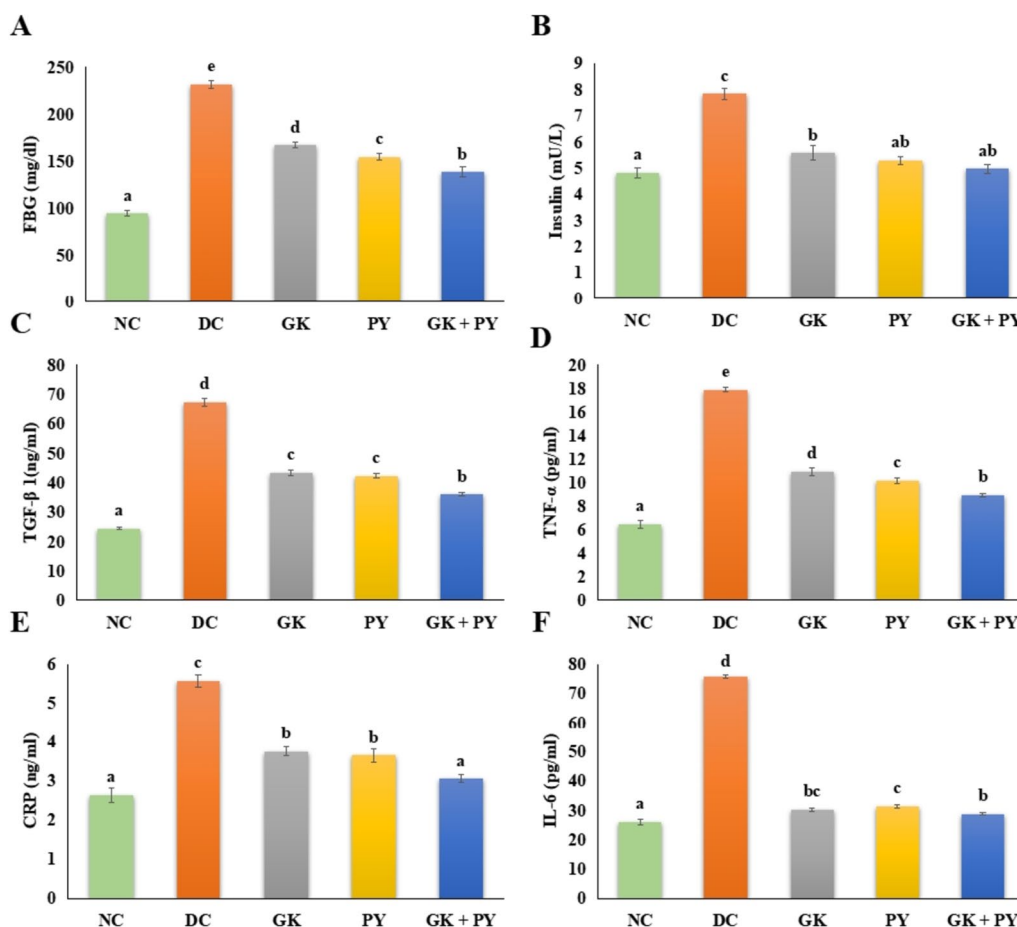 A
FBG (mg/dl)
250
200
150
100
50
0
a
e
d
c
b
NC DC GK PY GK + PY
B
Insulin (mU/L)
9
8
7
6
5
4
3
2
1
0
a
c
b
ab
ab
NC DC GK PY GK + PY
C
TGF-β 1(ng/ml)
80
70
60
50
40
30
20
10
0
a
d
c
c
b
NC DC GK PY GK + PY
D
TNF-α (pg/ml)
20
18
16
14
12
10
8
6
4
2
0
a
e
d
c
b
NC DC GK PY GK + PY
E
CRP (ng/ml)
6
5
4
3
2
1
0
a
c
b
b
a
NC DC GK PY GK + PY
F
IL-6 (pg/ml)
80
70
60
50
40
30
20
10
0
a
d
bc
c
b
NC DC GK PY GK + PY